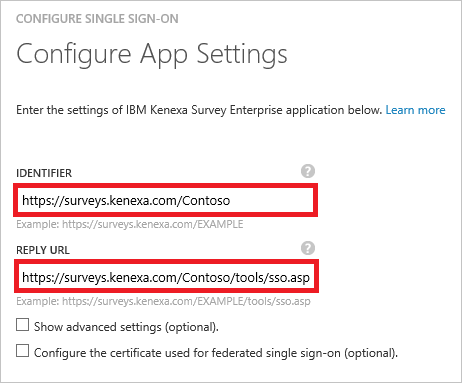 CONFIGURE SINGLE SIGN-ON
Configure App Settings
Enter the settings of IBM Kenexa Survey Enterprise application below. Learn more
IDENTIFIER ?
https://surveys.kenexa.com/Contoso
Example: https://surveys.kenexa.com/EXAMPLE
REPLY URL ?
https://surveys.kenexa.com/Contoso/tools/sso.asp
Example: https://surveys.kenexa.com/EXAMPLE/tools/sso.asp
Show advanced settings (optional).
Configure the certificate used for federated single sign-on (optional).